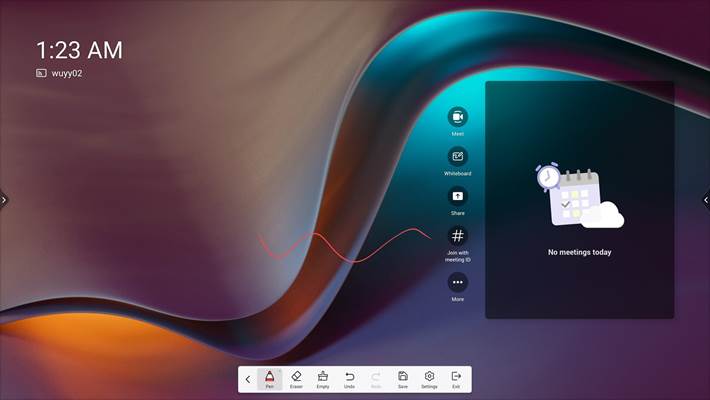 1:23 AM
wuyy02
Meet
Whiteboard
Share
Join with
meeting ID
More
No meetings today
Pen
Eraser
Empty
Undo
Redo
Save
Settings
Exit